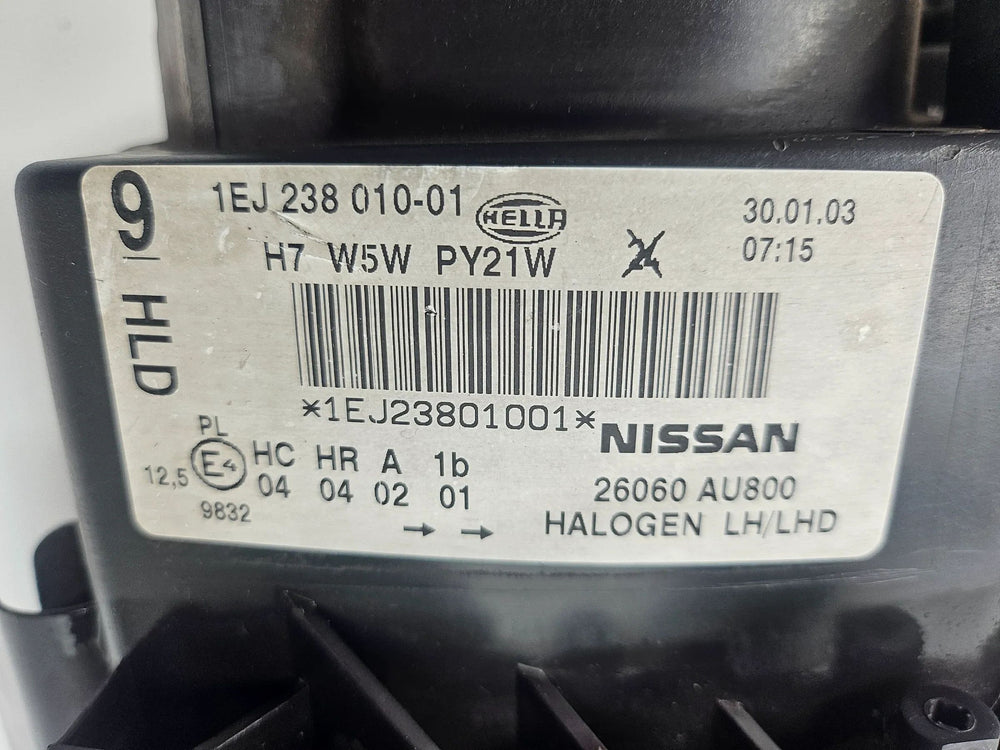 9 HLD
1EJ 238 010-01 HELLA 30.01.03
H7 W5W PY21W 07:15
*1EJ23801001*
NISSAN
PL
12,5 E4 HC HR A 1b
04 04 02 01
9832
→ →
26060 AU800
HALOGEN LH/LHD